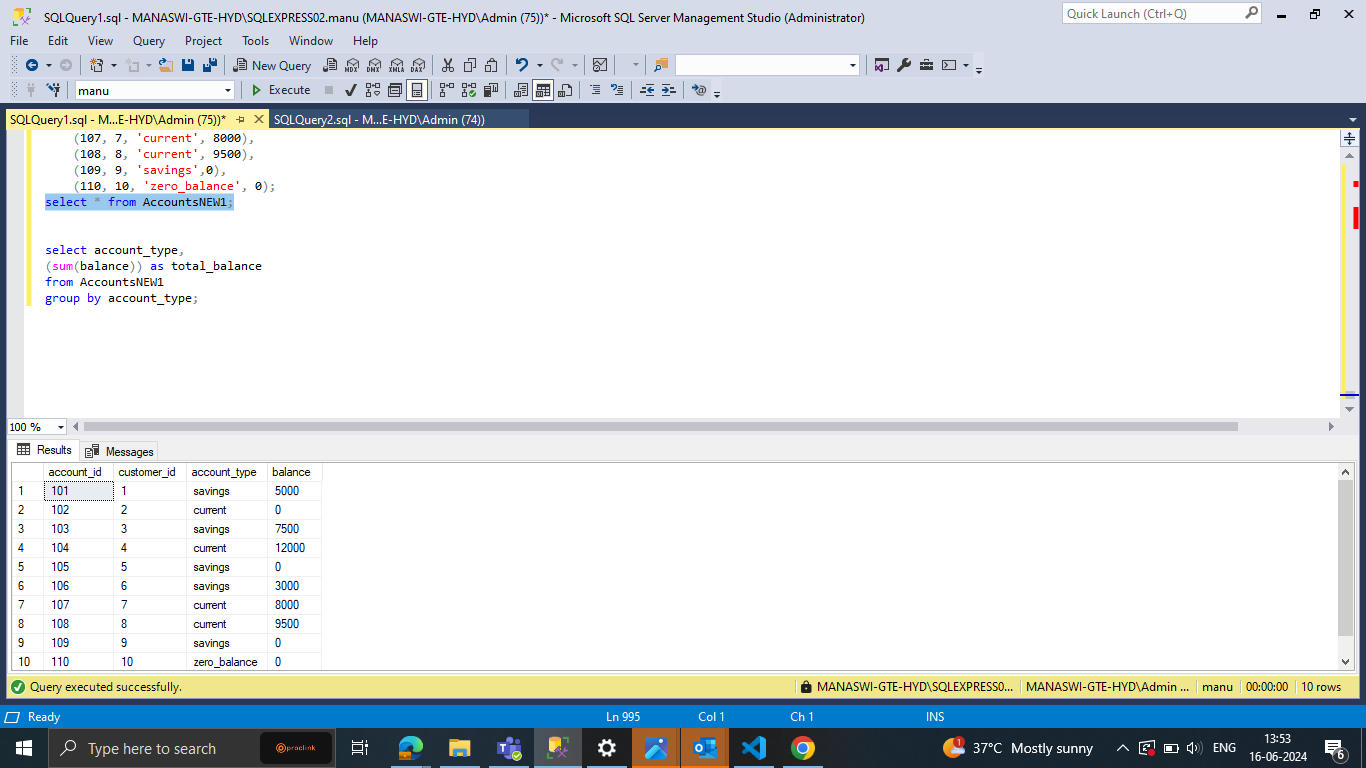 SQLQuery1.sql - MANASWI-GTE-HYD\SQLEXPRESS02.manu (MANASWI-GTE-HYD\Admin (75))* - Microsoft SQL Server Management Studio (Administrator)
Quick Launch (Ctrl+Q)
File Edit View Query Project Tools Window Help
New Query
MDX DMX XMLA DAX
manu
Execute
SQLQuery1.sql - M...E-HYD\Admin (75))*
SQLQuery2.sql - M...E-HYD\Admin (74))
(107, 7, 'current', 8000),
(108, 8, 'current', 9500),
(109, 9, 'savings',0),
(110, 10, 'zero_balance', 0);
select * from AccountsNEW1;
select account_type,
(sum(balance)) as total_balance
from AccountsNEW1
group by account_type;
100 %
Results
Messages
account_id customer_id account_type balance
1 101 1 savings 5000
2 102 2 current 0
3 103 3 savings 7500
4 104 4 current 12000
5 105 5 savings 0
6 106 6 savings 3000
7 107 7 current 8000
8 108 8 current 9500
9 109 9 savings 0
10 110 10 zero_balance 0
Query executed successfully.
MANASWI-GTE-HYD\SQLEXPRESS0... MANASWI-GTE-HYD\Admin ... manu 00:00:00 10 rows
Ready
Ln 995 Col 1 Ch 1 INS
Type here to search
proclink
1
37°C Mostly sunny
ENG
13:53
16-06-2024
6